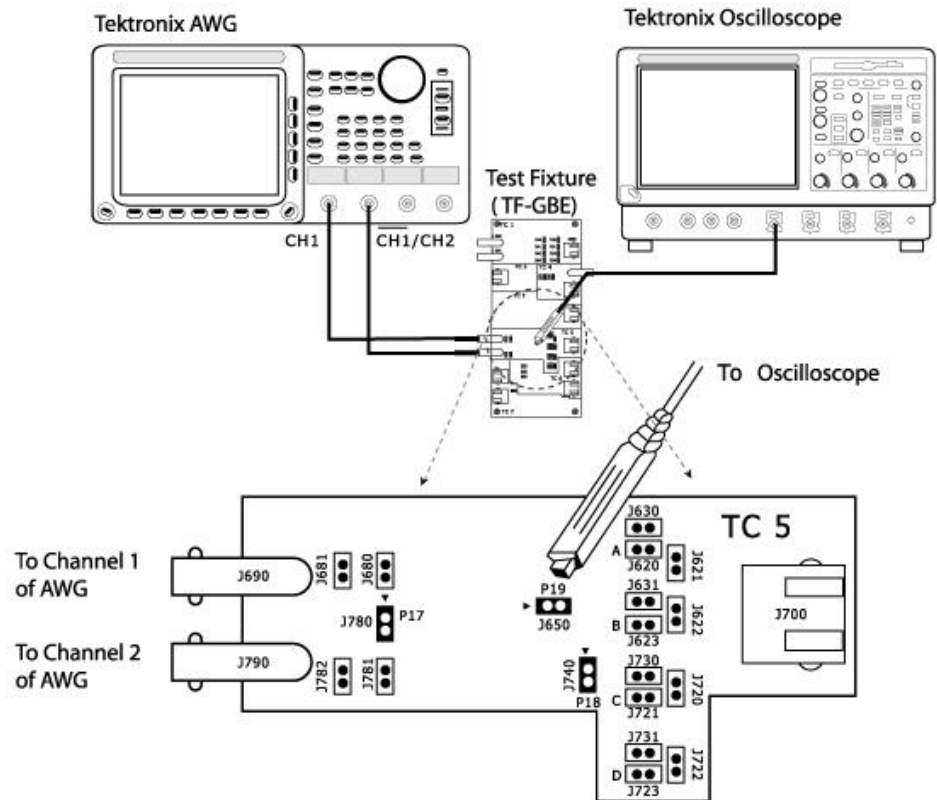 Tektronix AWG
Tektronix Oscilloscope
Test Fixture
( TF-GBE)
CH1
CH1/CH2
To Oscilloscope
TC 5
To Channel 1
of AWG
To Channel 2
of AWG
J690
J681
J680
J780
P17
J790
J782
J781
P19
J650
J740
P18
J630
A
J620
J621
J631
B
J623
J622
J730
C
J721
J720
J731
D
J723
J722
J700